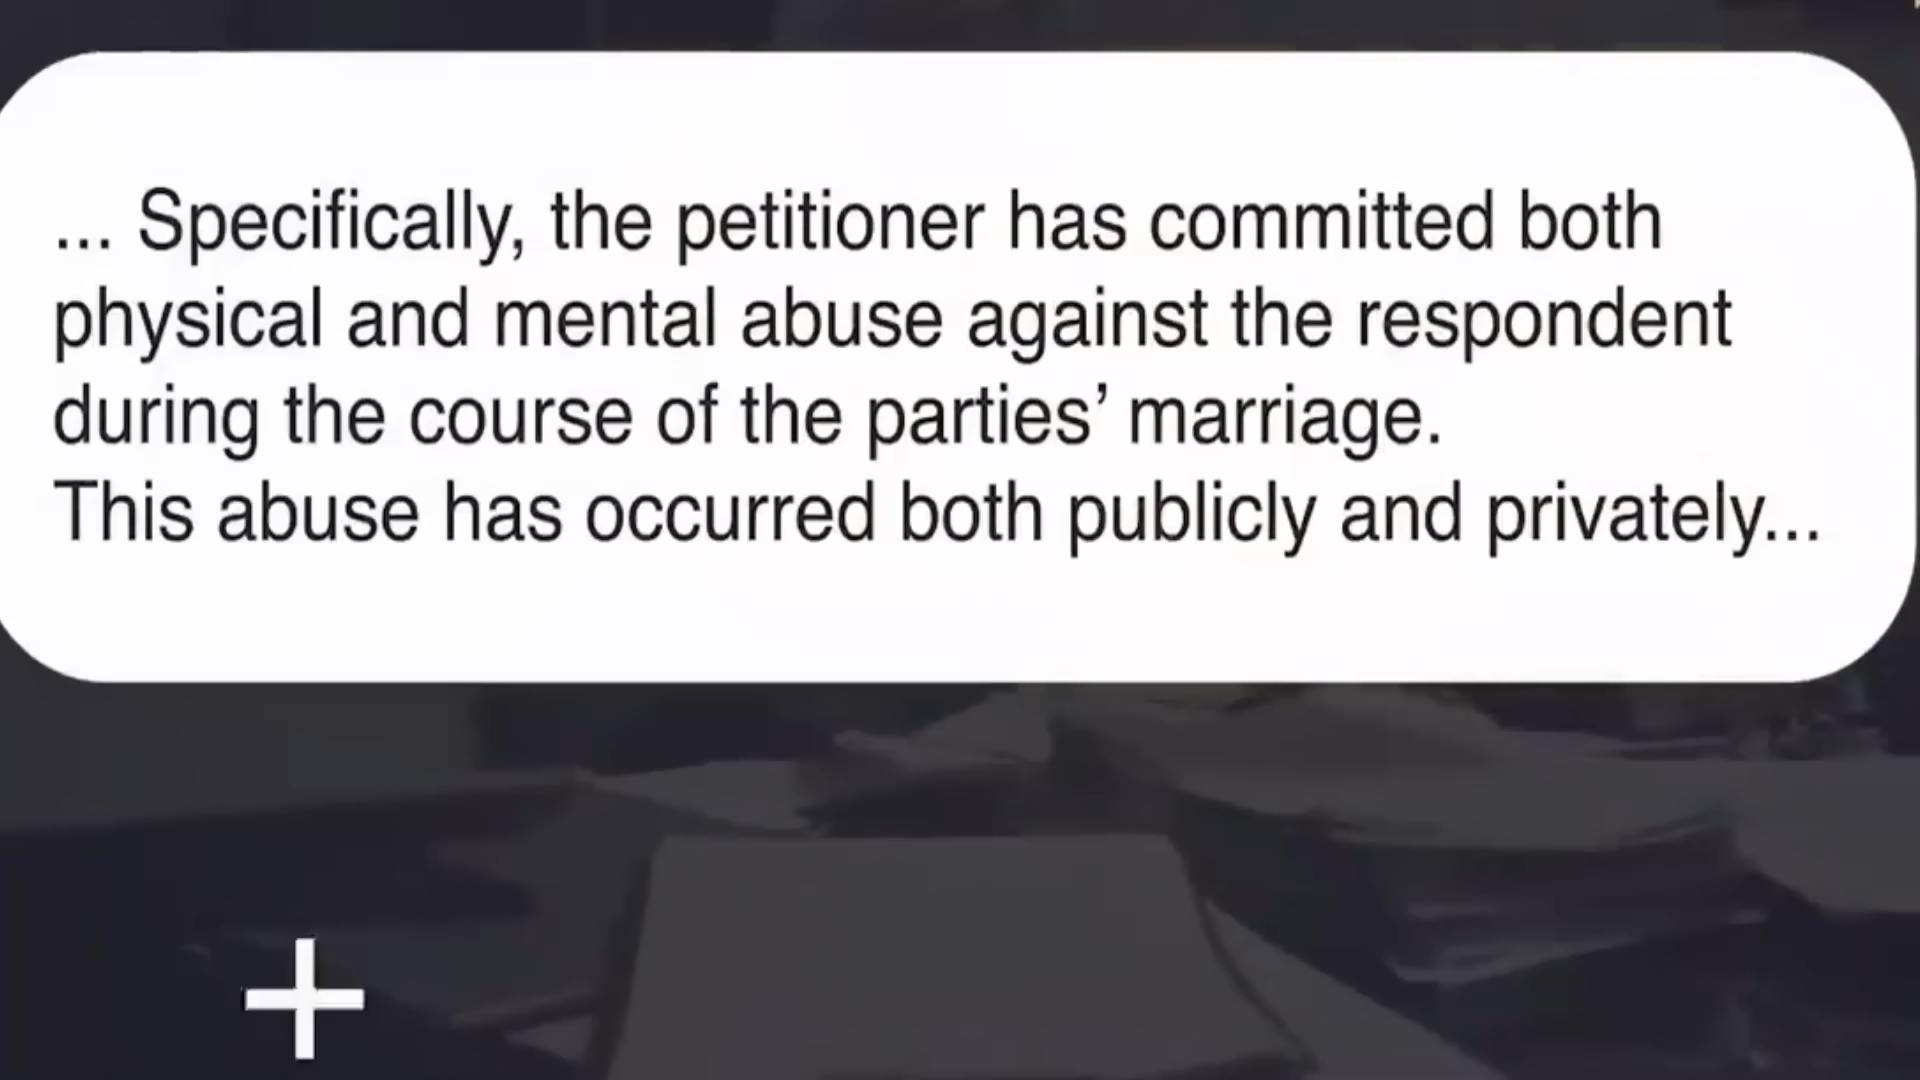 ... Specifically, the petitioner has committed both
physical and mental abuse against the respondent
during the course of the parties’ marriage.
This abuse has occurred both publicly and privately...